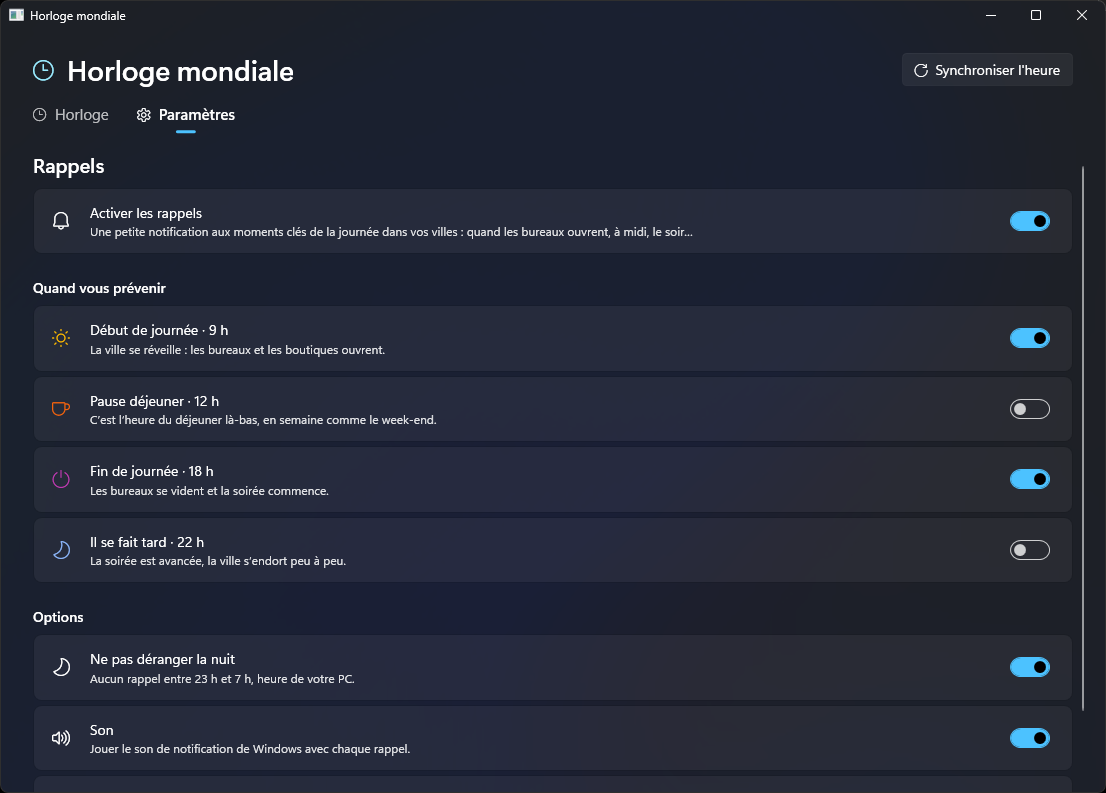 Horloge mondiale
Horloge mondiale
Synchroniser l'heure
Horloge
Paramètres
Rappels
Activer les rappels
Une petite notification aux moments clés de la journée dans vos villes : quand les bureaux ouvrent, à midi, le soir...
Quand vous prévenir
Début de journée · 9 h
La ville se réveille : les bureaux et les boutiques ouvrent.
Pause déjeuner · 12 h
C’est l’heure du déjeuner là-bas, en semaine comme le week-end.
Fin de journée · 18 h
Les bureaux se vident et la soirée commence.
Il se fait tard · 22 h
La soirée est avancée, la ville s’endort peu à peu.
Options
Ne pas déranger la nuit
Aucun rappel entre 23 h et 7 h, heure de votre PC.
Son
Jouer le son de notification de Windows avec chaque rappel.